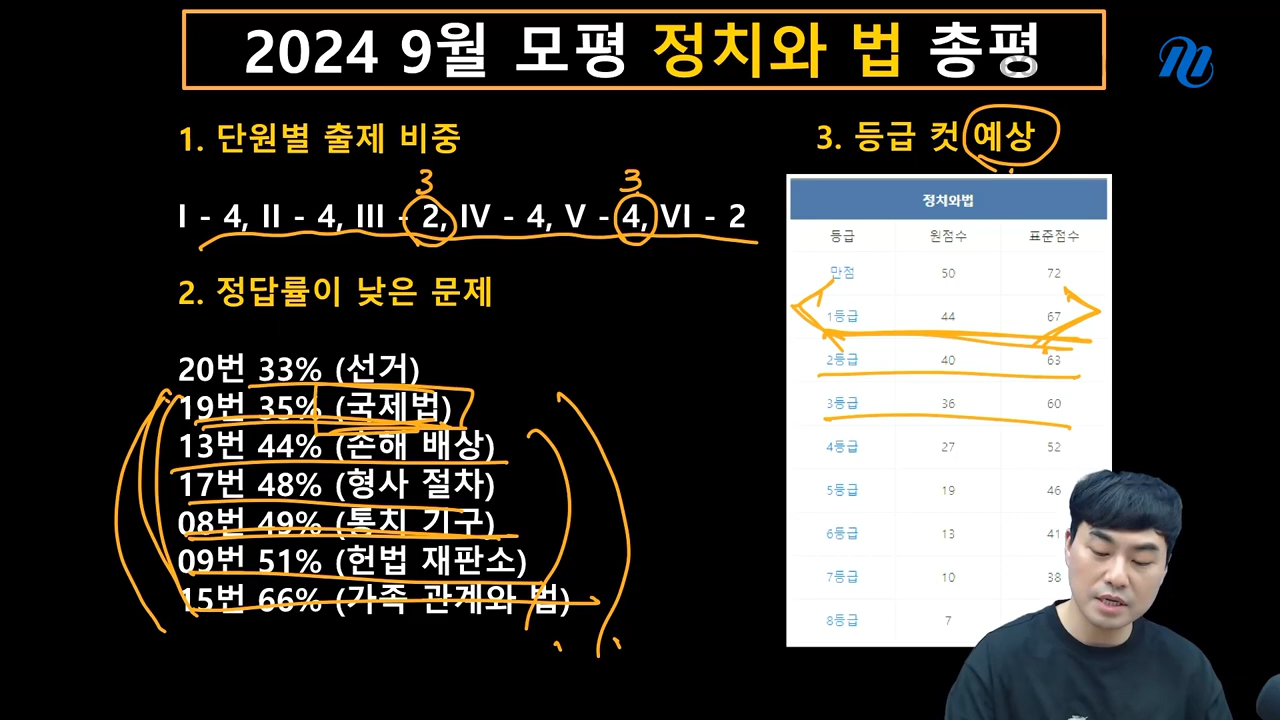 2024 9월 모평 정치와 법 총평
1. 단원별 출제 비중
3 3
I - 4, II - 4, III - 2, IV - 4, V - 4, VI - 2
2. 정답률이 낮은 문제
20번 33% (선거)
19번 35% (국제법)
13번 44% (손해 배상)
17번 48% (형사 절차)
08번 49% (통치 기구)
09번 51% (헌법 재판소)
15번 66% (가족 관계와 법)
3. 등급 컷 예상
정치와법
등급 원점수 표준점수
만점 50 72
1등급 44 67
2등급 40 63
3등급 36 60
4등급 27 52
5등급 19 46
6등급 13 41
7등급 10 38
8등급 7